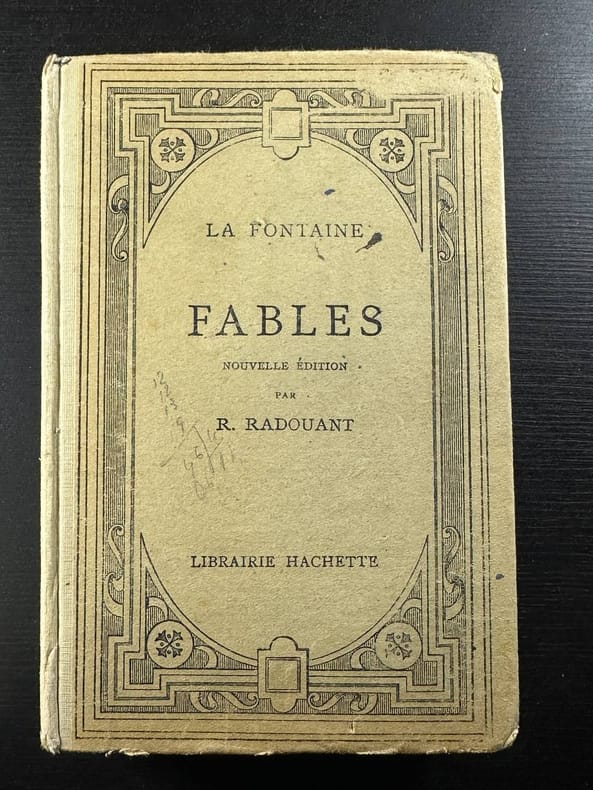 LA FONTAINE
FABLES
NOUVELLE ÉDITION
PAR
R. RADOUANT
LIBRAIRIE HACHETTE